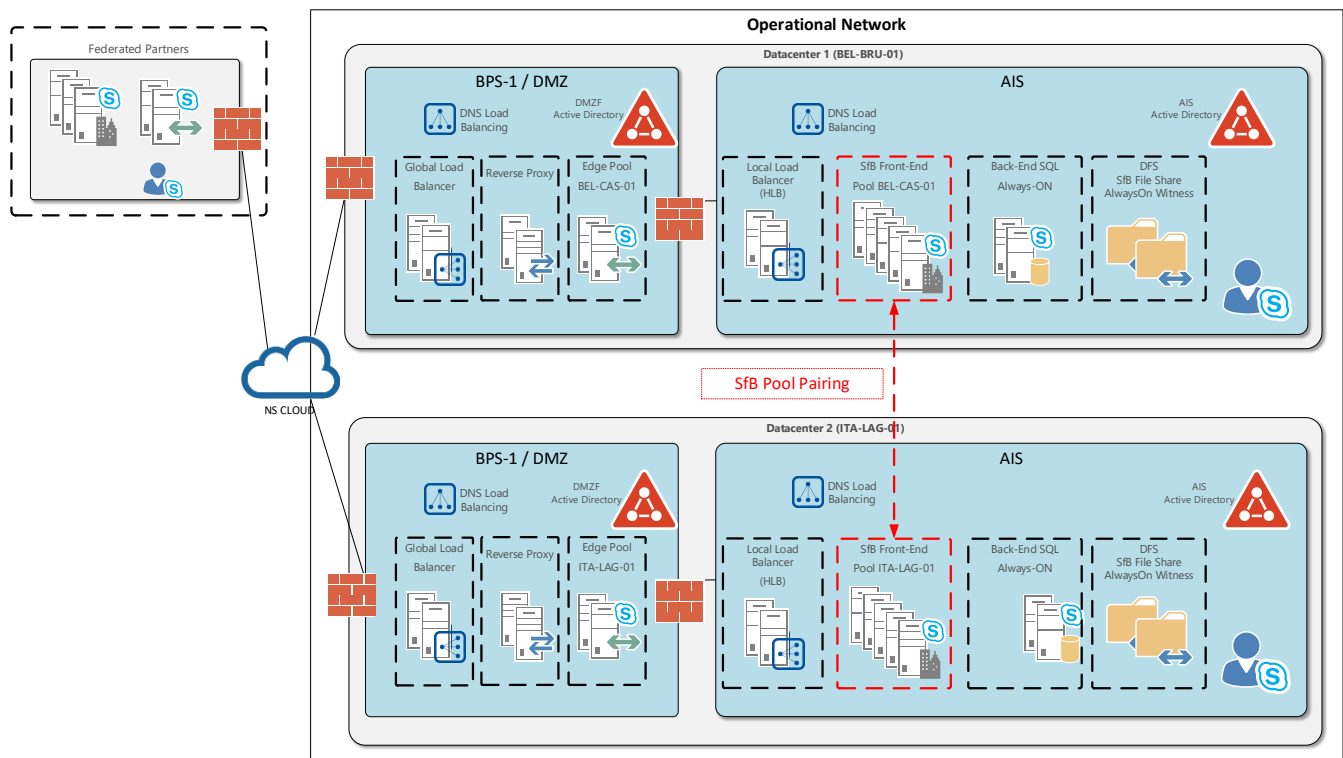 Operational Network
Federated Partners
NS CLOUD
Datacenter 1 (BEL-BRU-01)
BPS-1 / DMZ
DNS Load
Balancing
DMZF
Active Directory
Global Load
Balancer
Reverse Proxy
Edge Pool
BEL-CAS-01
AIS
DNS Load
Balancing
AIS
Active Directory
Local Load
Balancer
(HLB)
SfB Front-End
Pool BEL-CAS-01
Back-End SQL
Always-ON
DFS
SfB File Share
AlwaysOn Witness
SfB Pool Pairing
Datacenter 2 (ITA-LAG-01)
BPS-1 / DMZ
DNS Load
Balancing
DMZF
Active Directory
Global Load
Balancer
Reverse Proxy
Edge Pool
ITA-LAG-01
AIS
DNS Load
Balancing
AIS
Active Directory
Local Load
Balancer
(HLB)
SfB Front-End
Pool ITA-LAG-01
Back-End SQL
Always-ON
DFS
SfB File Share
AlwaysOn Witness